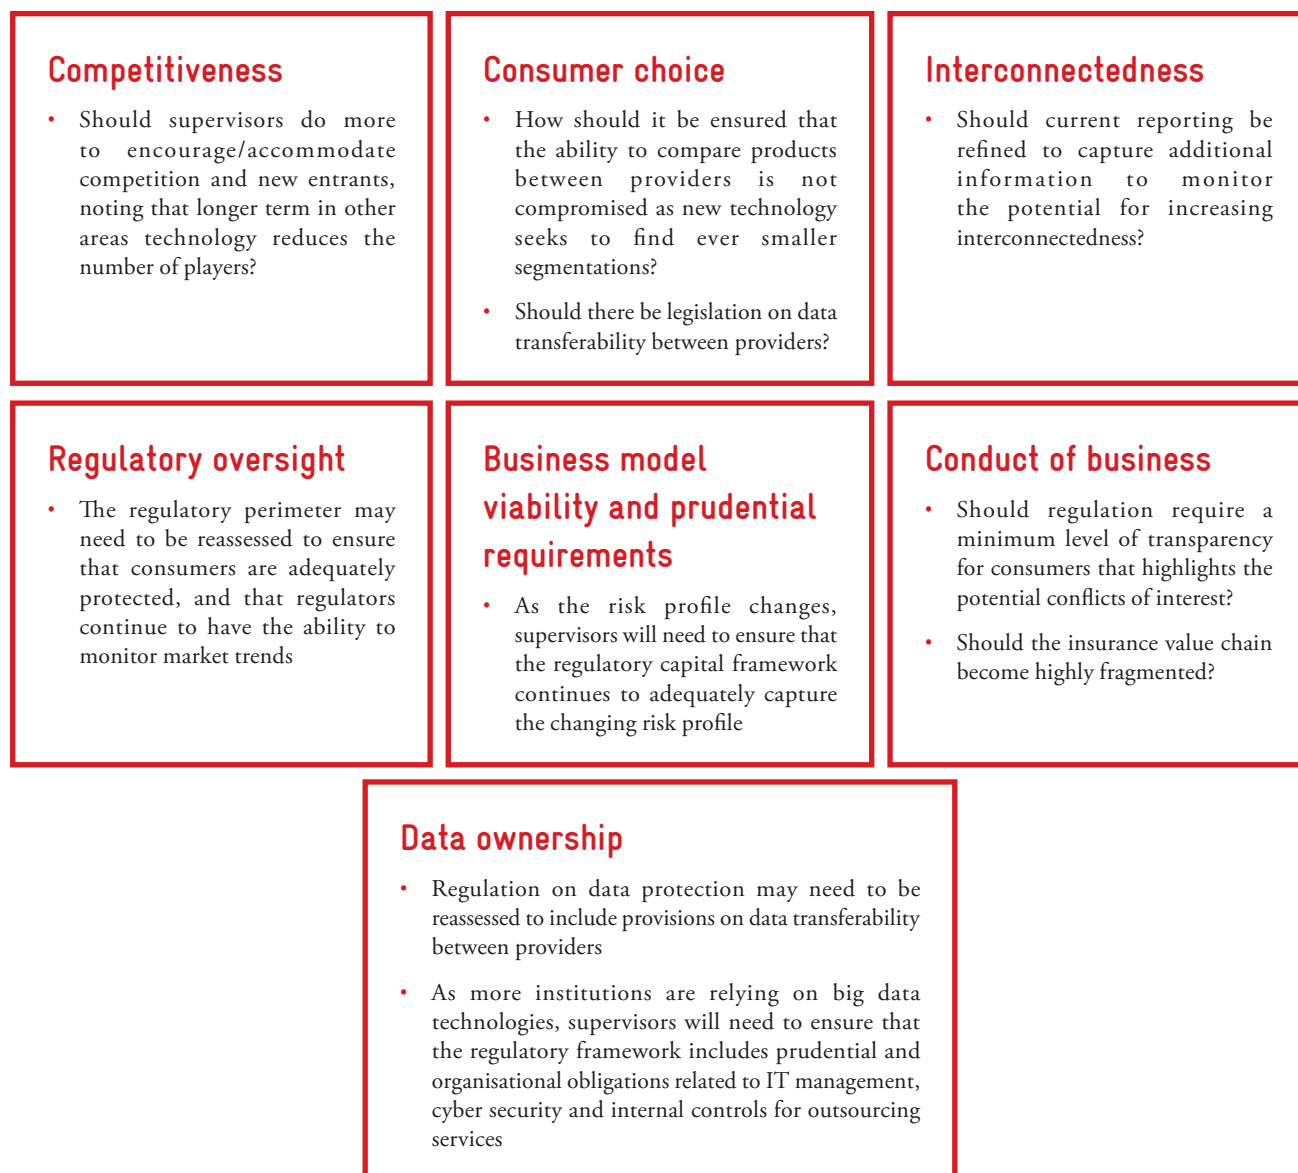 Competitiveness
• Should supervisors do more
to encourage/accommodate
competition and new entrants,
noting that longer term in other
areas technology reduces the
number of players?
Consumer choice
• How should it be ensured that
the ability to compare products
between providers is not
compromised as new technology
seeks to find ever smaller
segmentations?
• Should there be legislation on data
transferability between providers?
Interconnectedness
• Should current reporting be
refined to capture additional
information to monitor
the potential for increasing
interconnectedness?
Regulatory oversight
• The regulatory perimeter may
need to be reassessed to ensure
that consumers are adequately
protected, and that regulators
continue to have the ability to
monitor market trends
Business model
viability and prudential
requirements
• As the risk profile changes,
supervisors will need to ensure that
the regulatory capital framework
continues to adequately capture
the changing risk profile
Conduct of business
• Should regulation require a
minimum level of transparency
for consumers that highlights the
potential conflicts of interest?
• Should the insurance value chain
become highly fragmented?
Data ownership
• Regulation on data protection may need to be
reassessed to include provisions on data transferability
between providers
• As more institutions are relying on big data
technologies, supervisors will need to ensure that
the regulatory framework includes prudential and
organisational obligations related to IT management,
cyber security and internal controls for outsourcing
services